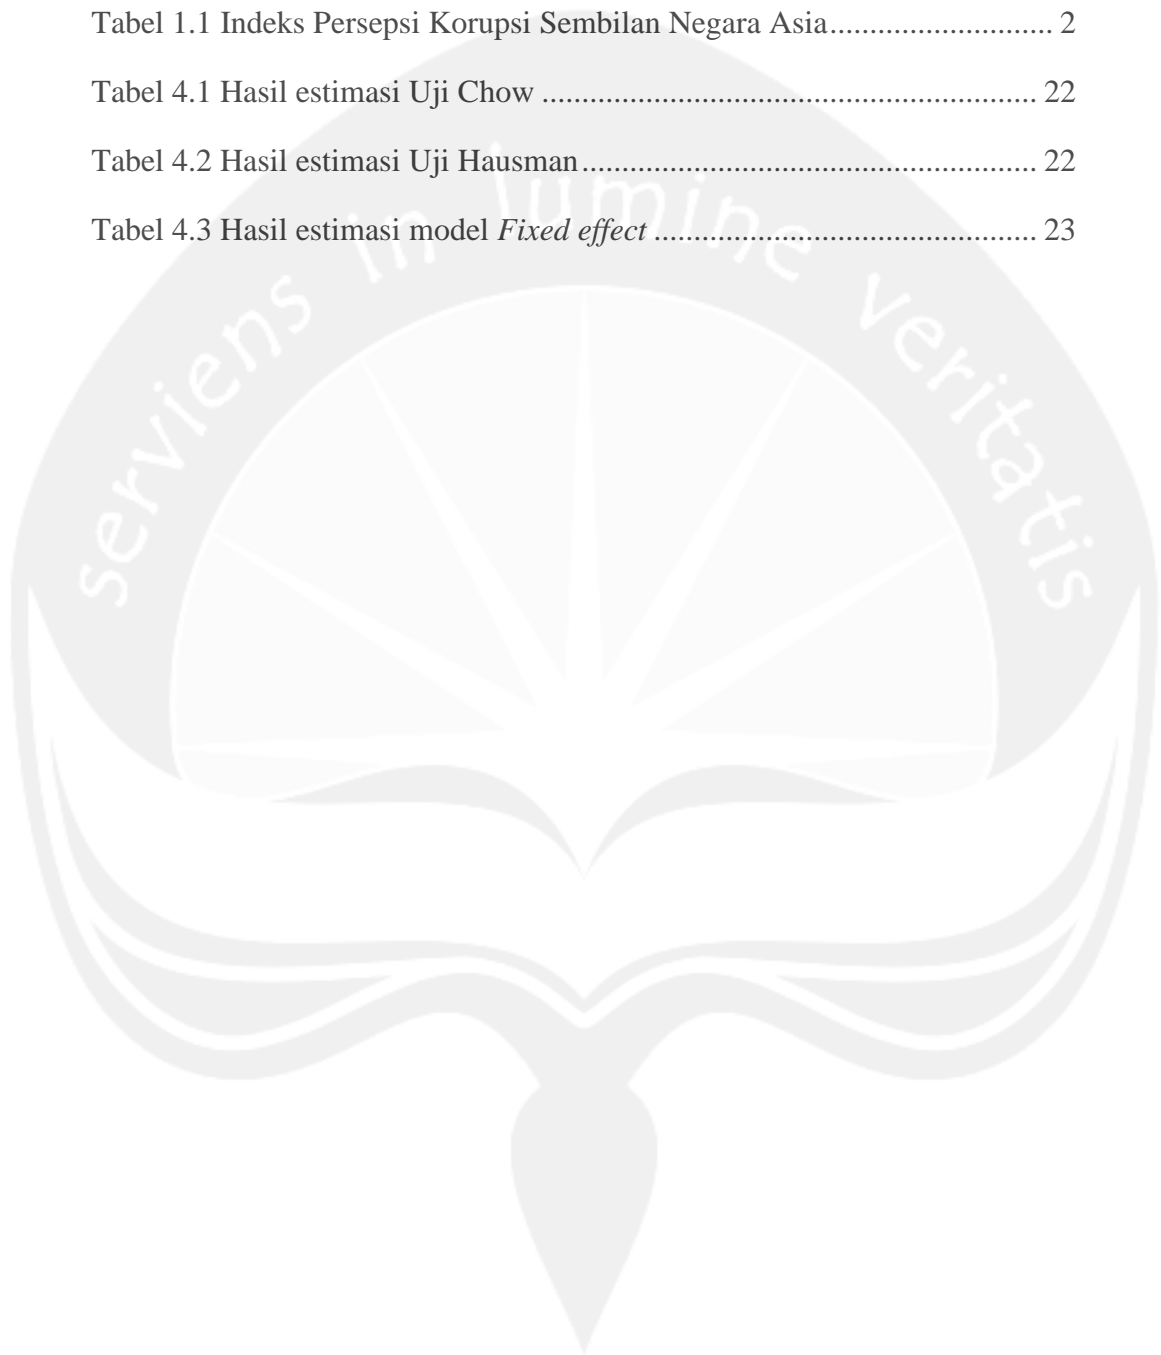 Tabel 1.1 Indeks Persepsi Korupsi Sembilan Negara Asia............................ 2
Tabel 4.1 Hasil estimasi Uji Chow .............................................................. 22
Tabel 4.2 Hasil estimasi Uji Hausman ......................................................... 22
Tabel 4.3 Hasil estimasi model Fixed effect ................................................ 23
serviens in lumine veritatis